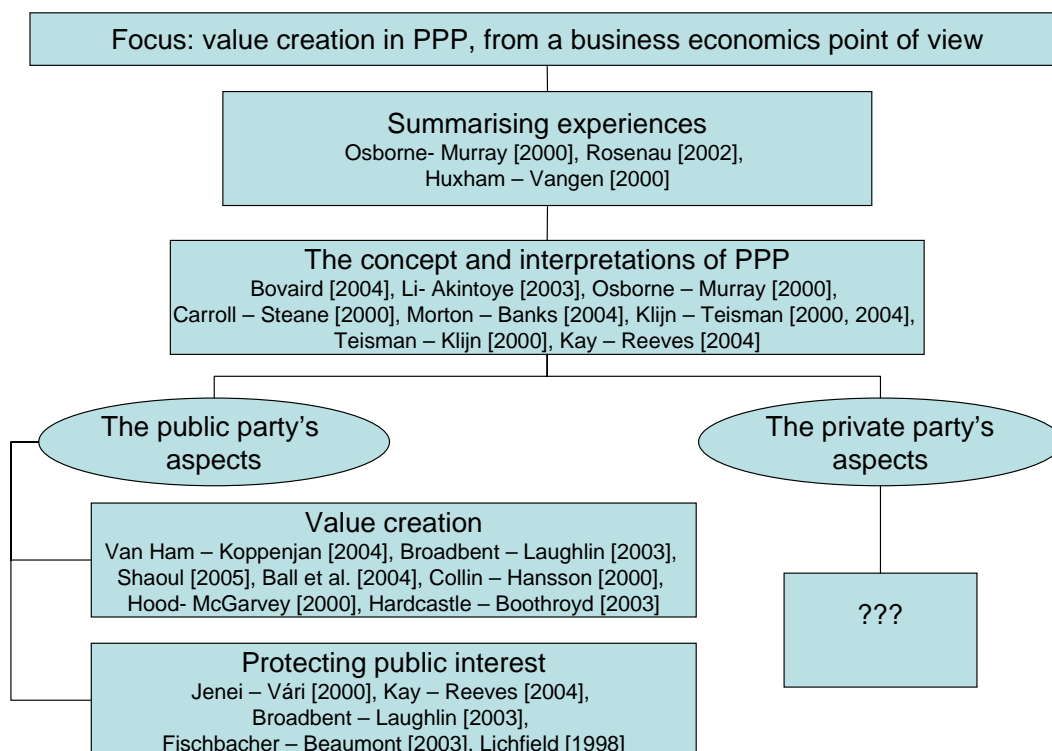 Focus: value creation in PPP, from a business economics point of view
Summarising experiences
Osborne- Murray [2000], Rosenau [2002],
Huxham – Vangen [2000]
The concept and interpretations of PPP
Bovaird [2004], Li- Akintoye [2003], Osborne – Murray [2000],
Carroll – Steane [2000], Morton – Banks [2004], Klijn – Teisman [2000, 2004],
Teisman – Klijn [2000], Kay – Reeves [2004]
The public party's
aspects
The private party's
aspects
Value creation
Van Ham – Koppenjan [2004], Broadbent – Laughlin [2003],
Shaoul [2005], Ball et al. [2004], Collin – Hansson [2000],
Hood- McGarvey [2000], Hardcastle – Boothroyd [2003]
???
Protecting public interest
Jenei – Vári [2000], Kay – Reeves [2004],
Broadbent – Laughlin [2003],
Fischbacher – Beaumont [2003], Lichfield [1998]